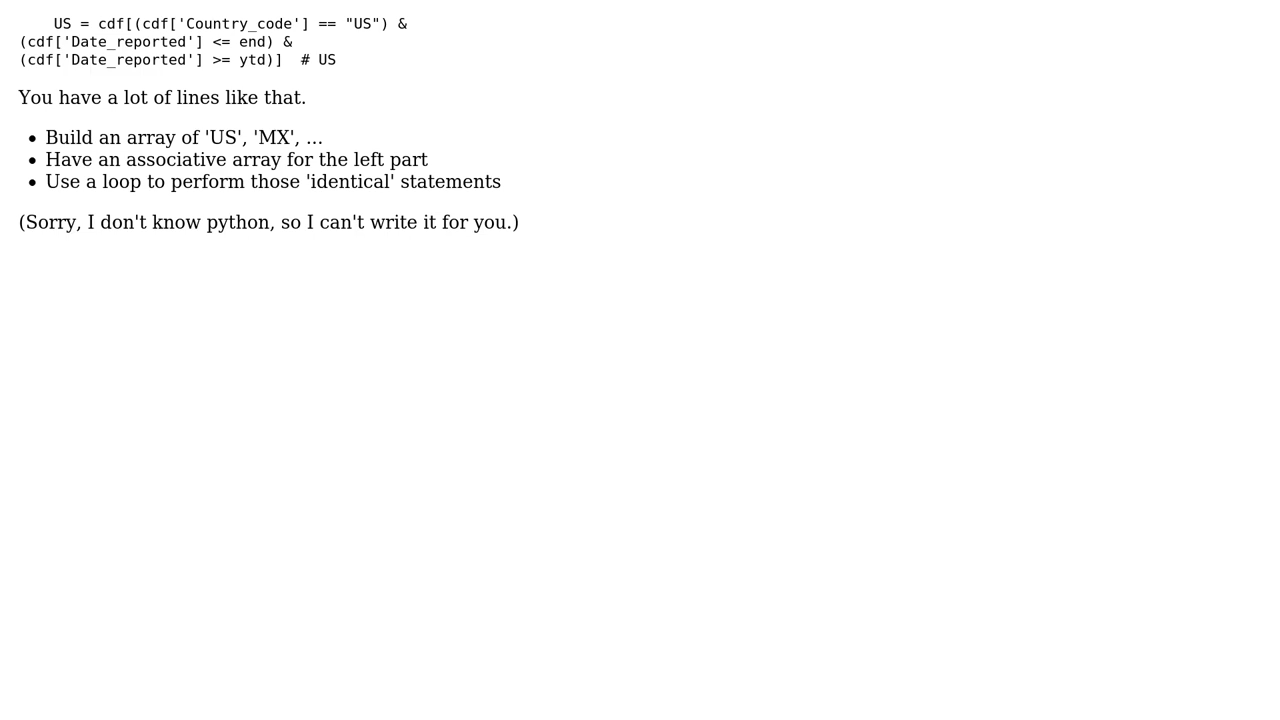 US = cdf[(cdf['Country_code'] == "US") &
(cdf['Date_reported'] <= end) &
(cdf['Date_reported'] >= ytd)]  # US
You have a lot of lines like that.
• Build an array of 'US', 'MX', ...
• Have an associative array for the left part
• Use a loop to perform those 'identical' statements
(Sorry, I don't know python, so I can't write it for you.)